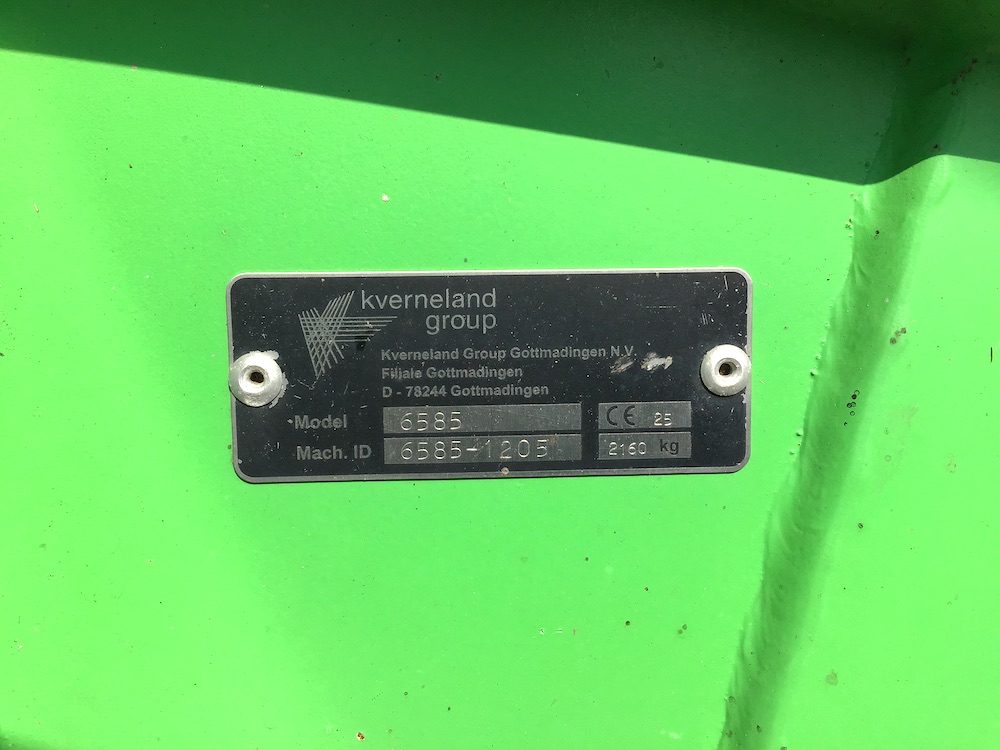 kverneland
group
Kverneland Group Gottmadingen N.V.
Filiale Gottmadingen
D - 78244 Gottmadingen
Model 6585 CE 25
Mach. ID 6585-1205 2160 kg